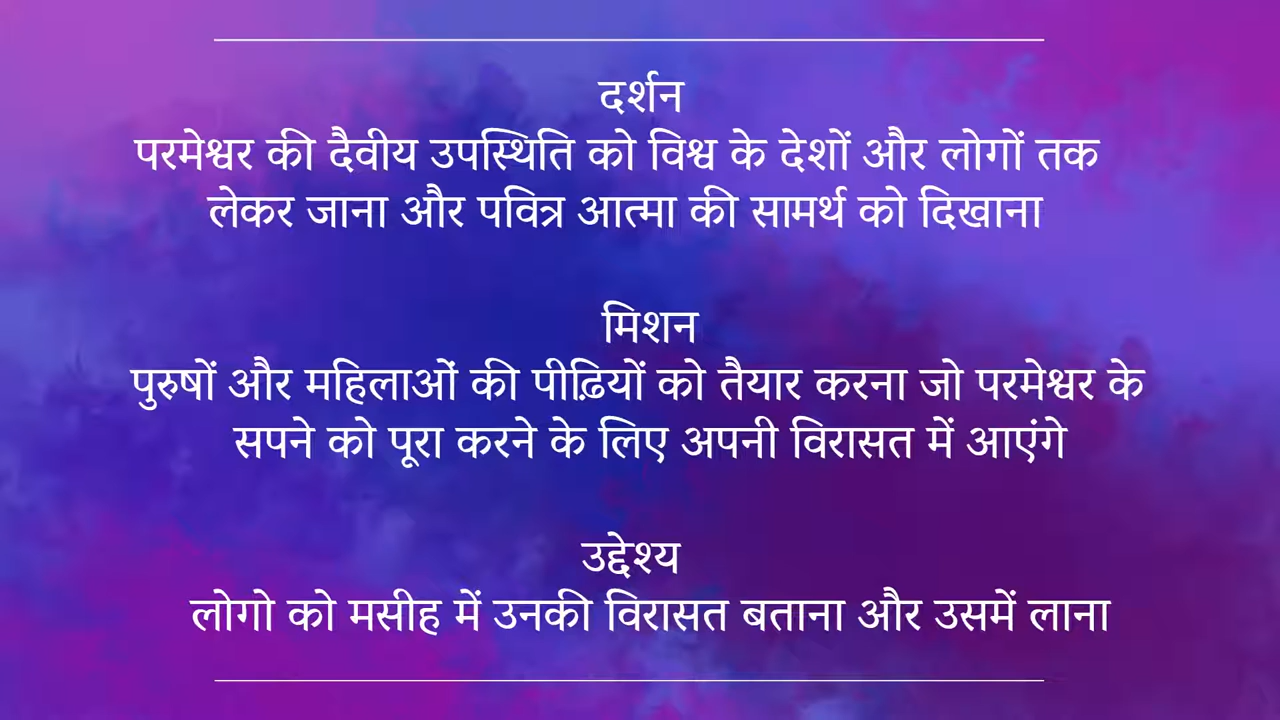 दर्शन
परमेश्वर की दैवीय उपस्थिति को विश्व के देशों और लोगों तक
लेकर जाना और पवित्र आत्मा की सामर्थ को दिखाना
मिशन
पुरुषों और महिलाओं की पीढ़ियों को तैयार करना जो परमेश्वर के
सपने को पूरा करने के लिए अपनी विरासत में आएंगे
उद्देश्य
लोगो को मसीह में उनकी विरासत बताना और उसमें लाना